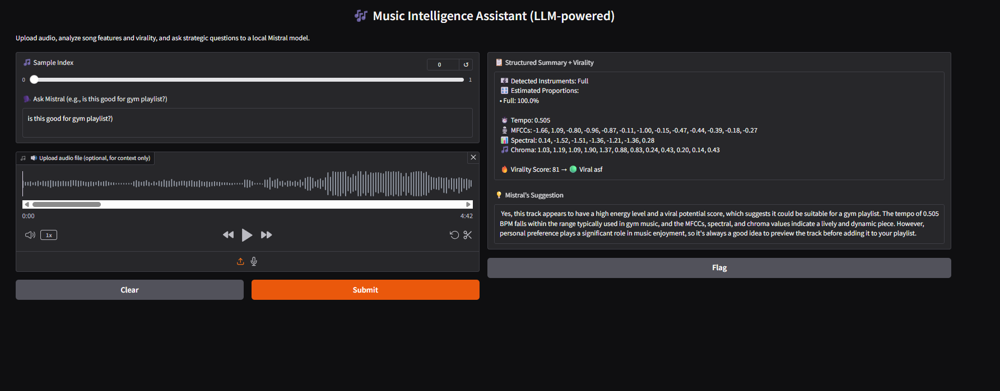 🎶 Music Intelligence Assistant (LLM-powered)
Upload audio, analyze song features and virality, and ask strategic questions to a local Mistral model.
🎵 Sample Index
0 ↺
0 1
🗣 Ask Mistral (e.g., is this good for gym playlist?)
is this good for gym playlist?)
🔊 Upload audio file (optional, for context only)
0:00 4:42
1x
Clear
Submit
📋 Structured Summary + Virality
🎼 Detected Instruments: Full
🎛 Estimated Proportions:
• Full: 100.0%
⏱ Tempo: 0.505
🎙 MFCCs: -1.66, 1.09, -0.80, -0.96, -0.87, -0.11, -1.00, -0.15, -0.47, -0.44, -0.39, -0.18, -0.27
📊 Spectral: 0.14, -1.52, -1.51, -1.36, -1.21, -1.36, 0.28
🎵 Chroma: 1.03, 1.19, 1.09, 1.90, 1.37, 0.88, 0.83, 0.24, 0.43, 0.20, 0.14, 0.43
🔥 Virality Score: 81 → 🟢 Viral asf
💡 Mistral's Suggestion
Yes, this track appears to have a high energy level and a viral potential score, which suggests it could be suitable for a gym playlist. The tempo of 0.505
BPM falls within the range typically used in gym music, and the MFCCs, spectral, and chroma values indicate a lively and dynamic piece. However,
personal preference plays a significant role in music enjoyment, so it's always a good idea to preview the track before adding it to your playlist.
Flag